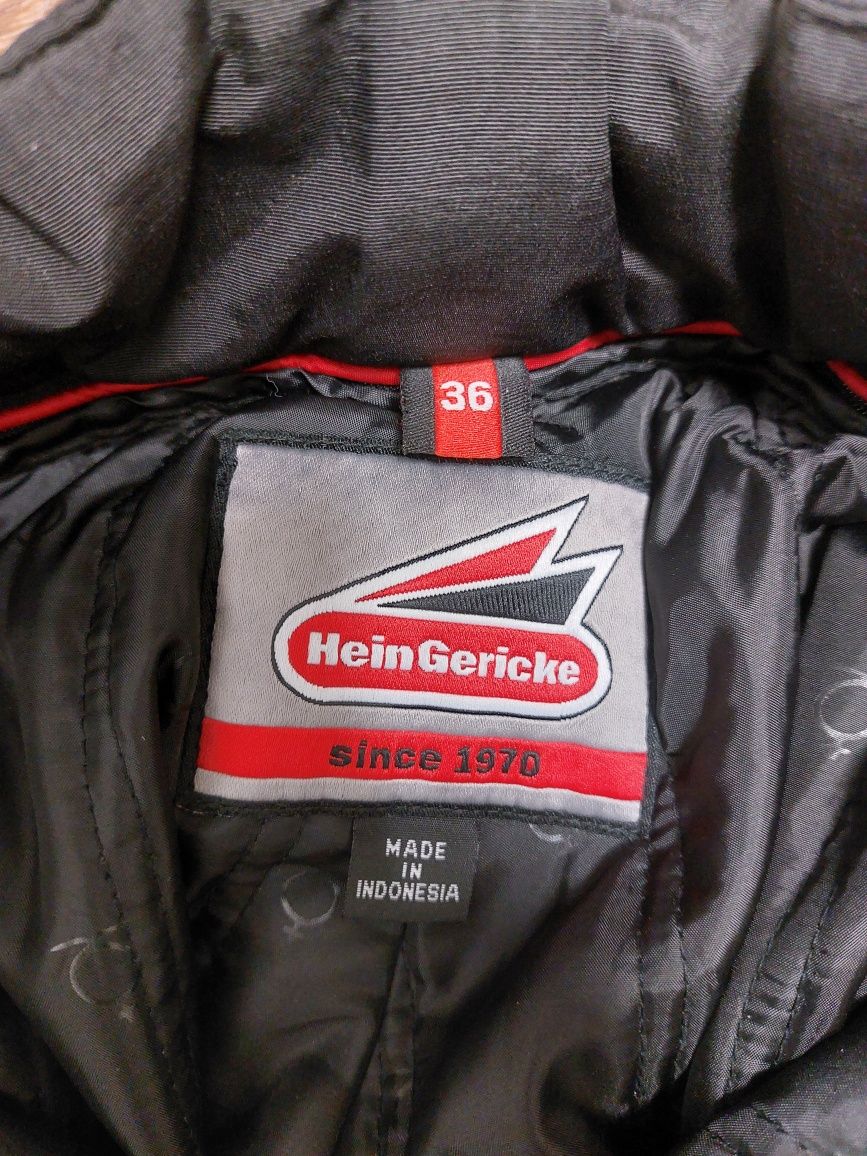 36
HeinGericke
since 1970
MADE
IN
INDONESIA